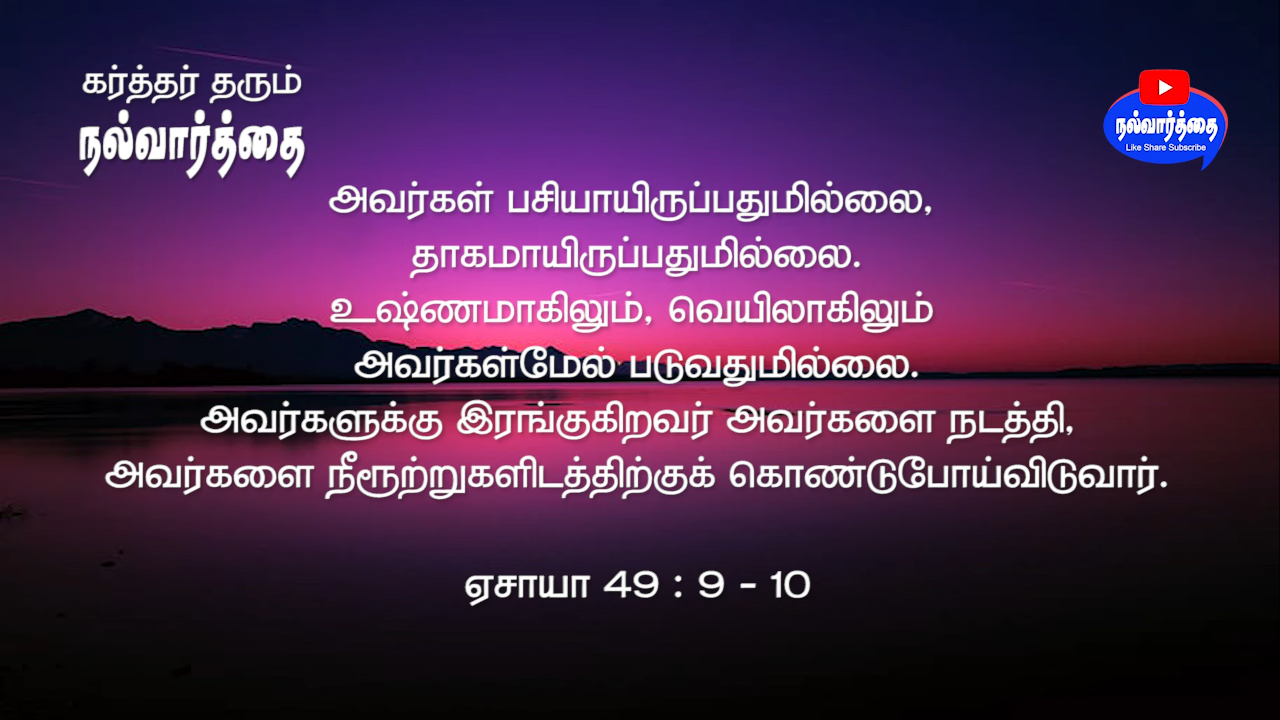 கர்த்தர் தரும்
நல்வார்த்தை
நல்வார்த்தை
Like Share Subscribe
அவர்கள் பசியாயிருப்பதுமில்லை,
தாகமாயிருப்பதுமில்லை.
உஷ்ணமாகிலும், வெயிலாகிலும்
அவர்கள்மேல் படுவதுமில்லை.
அவர்களுக்கு இரங்குகிறவர் அவர்களை நடத்தி,
அவர்களை நீரூற்றுகளிடத்திற்குக் கொண்டுபோய்விடுவார்.
ஏசாயா 49 : 9 - 10